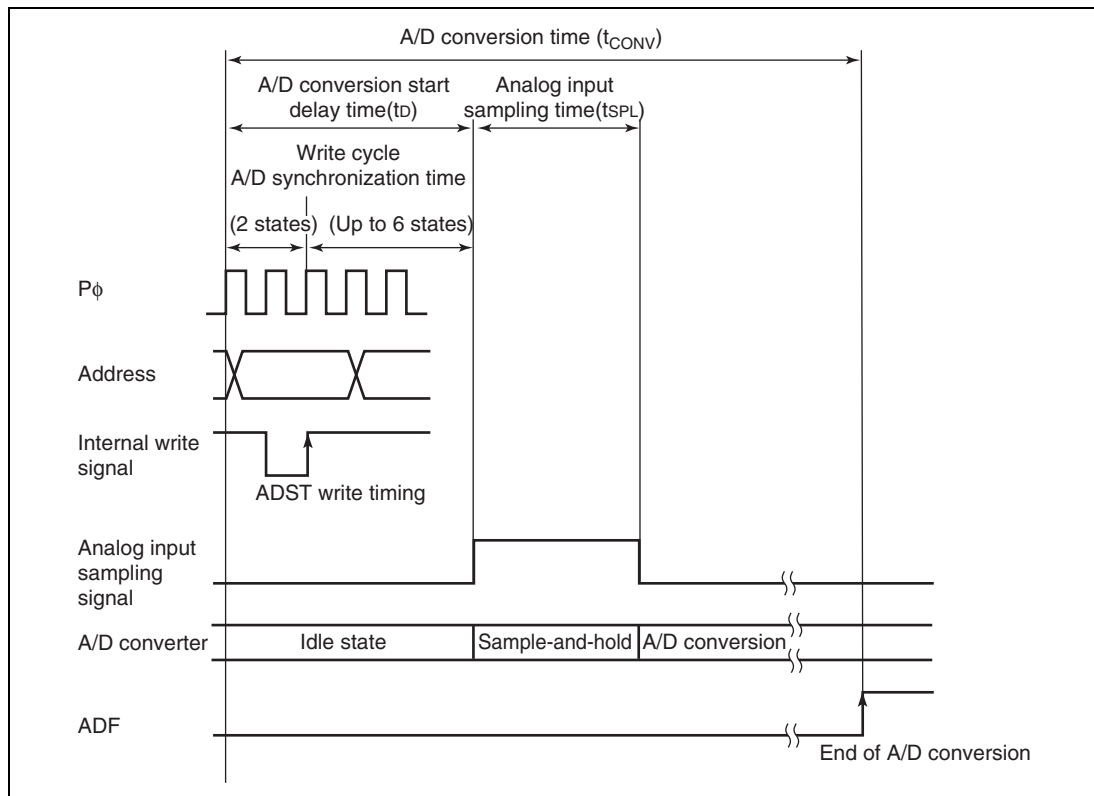 A/D conversion time (tCONV)
A/D conversion start
delay time(tD)
Analog input
sampling time(tSPL)
Write cycle
A/D synchronization time
(2 states) (Up to 6 states)
Pϕ
Address
Internal write
signal
ADST write timing
Analog input
sampling
signal
A/D converter
Idle state
Sample-and-hold
A/D conversion
ADF
End of A/D conversion